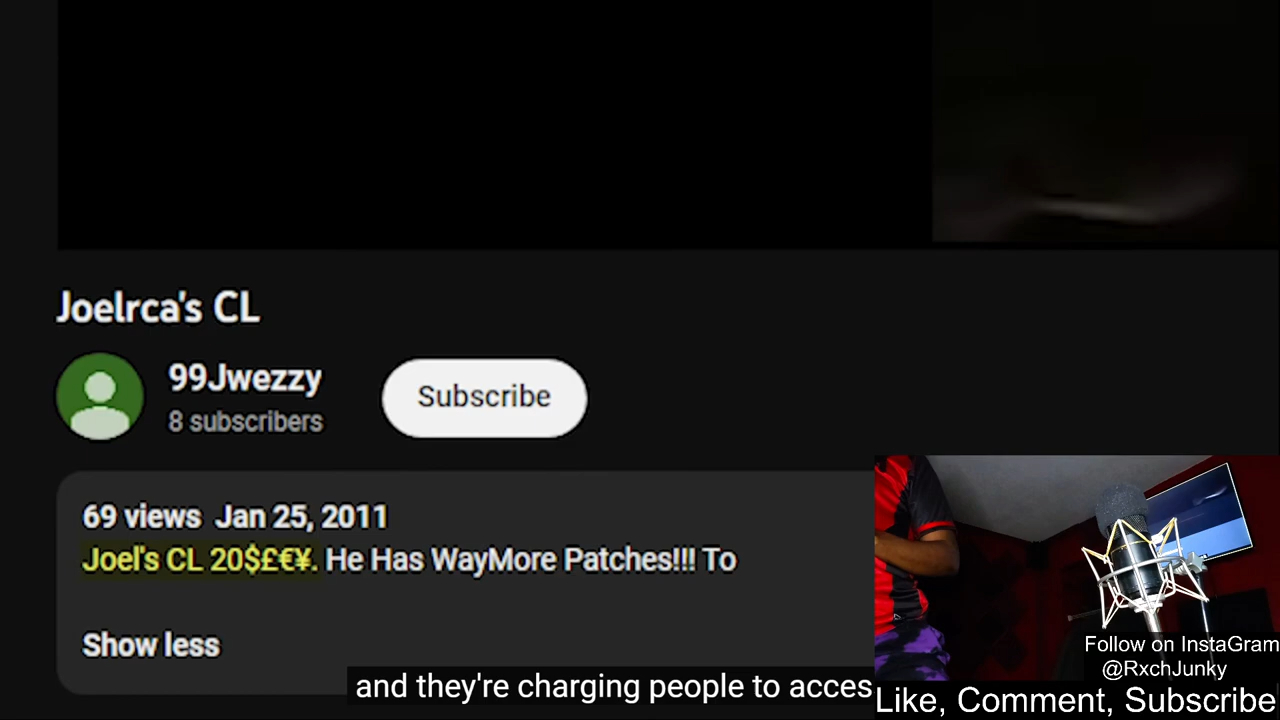 Joelrca's CL
99Jwezzy
8 subscribers
Subscribe
69 views Jan 25, 2011
Joel's CL 20$£€¥. He Has WayMore Patches!!! To
Show less
and they're charging people to acces
Follow on InstaGram
@RxchJunky
Like, Comment, Subscribe